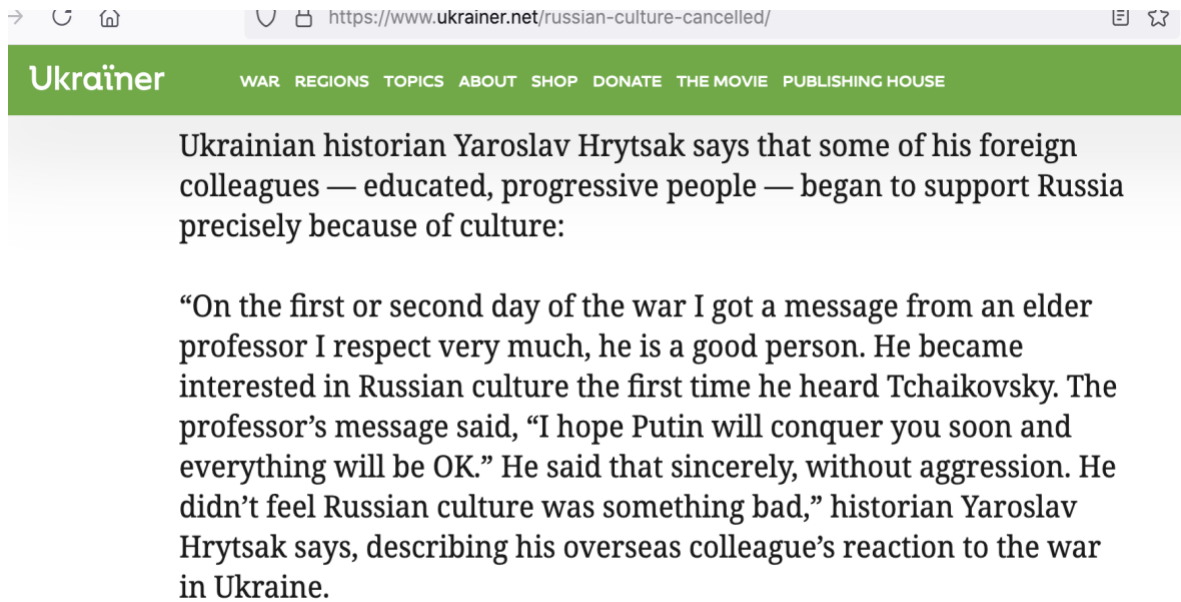 https://www.ukrainer.net/russian-culture-cancelled/
Ukraïner WAR REGIONS TOPICS ABOUT SHOP DONATE THE MOVIE PUBLISHING HOUSE
Ukrainian historian Yaroslav Hrytsak says that some of his foreign
colleagues — educated, progressive people — began to support Russia
precisely because of culture:
“On the first or second day of the war I got a message from an elder
professor I respect very much, he is a good person. He became
interested in Russian culture the first time he heard Tchaikovsky. The
professor’s message said, “I hope Putin will conquer you soon and
everything will be OK.” He said that sincerely, without aggression. He
didn’t feel Russian culture was something bad,” historian Yaroslav
Hrytsak says, describing his overseas colleague’s reaction to the war
in Ukraine.